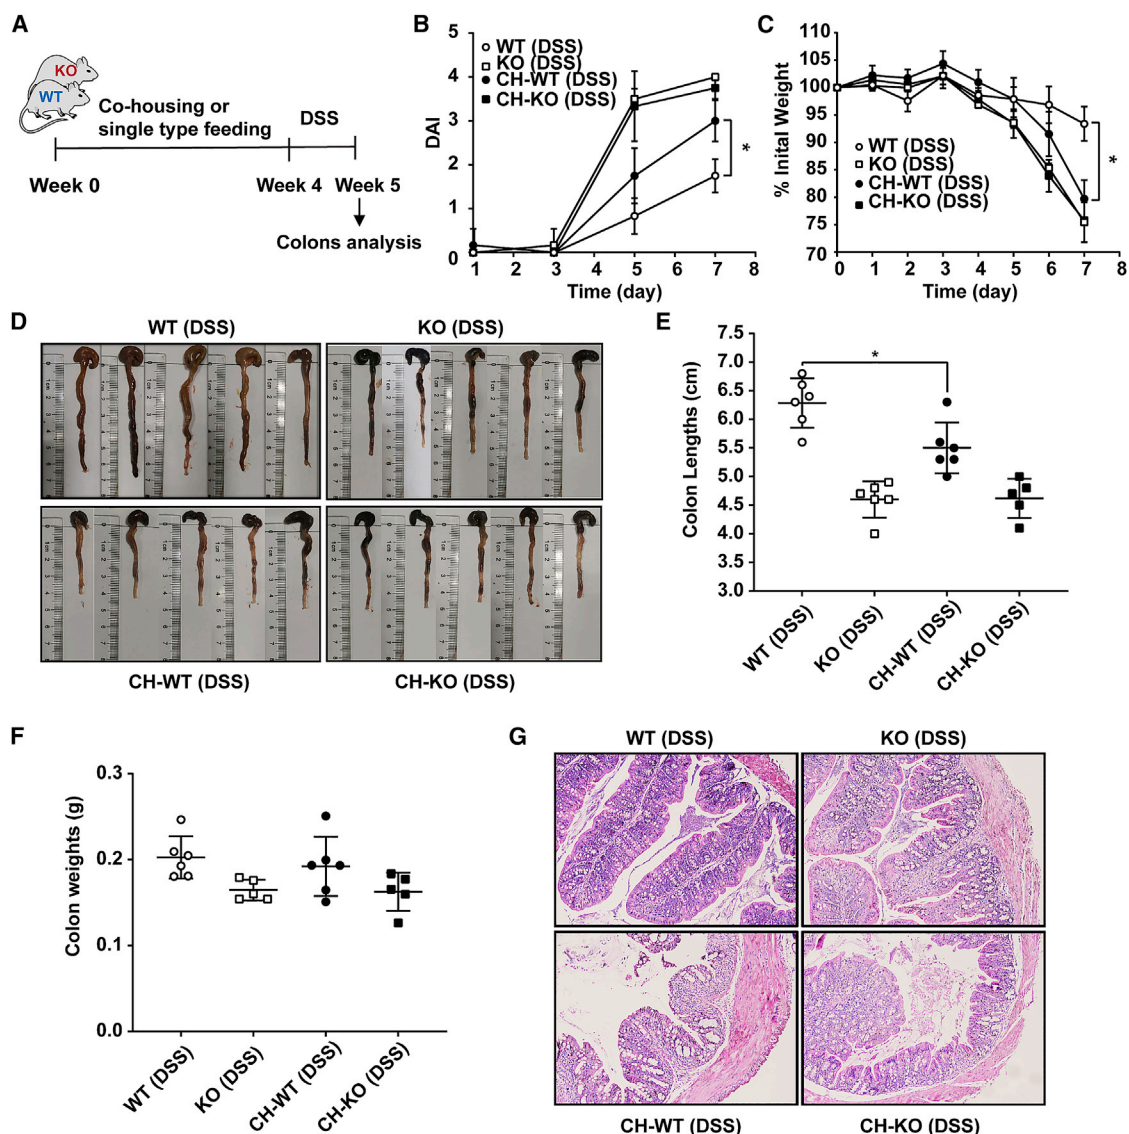 A
KO
WT
Co-housing or
single type feeding
DSS
Week 0
Week 4
Week 5
Colons analysis
B
5
4
3
2
1
0
DAI
WT (DSS)
KO (DSS)
CH-WT (DSS)
CH-KO (DSS)
*
1 2 3 4 5 6 7 8
Time (day)
C
110
105
100
95
90
85
80
75
70
% Inital Weight
WT (DSS)
KO (DSS)
CH-WT (DSS)
CH-KO (DSS)
*
0 1 2 3 4 5 6 7 8
Time (day)
D
WT (DSS)
KO (DSS)
CH-WT (DSS)
CH-KO (DSS)
E
7.5
7.0
6.5
6.0
5.5
5.0
4.5
4.0
3.5
3.0
Colon Lengths (cm)
*
WT (DSS)
KO (DSS)
CH-WT (DSS)
CH-KO (DSS)
F
0.3
0.2
0.1
0.0
Colon weights (g)
WT (DSS)
KO (DSS)
CH-WT (DSS)
CH-KO (DSS)
G
WT (DSS)
KO (DSS)
CH-WT (DSS)
CH-KO (DSS)